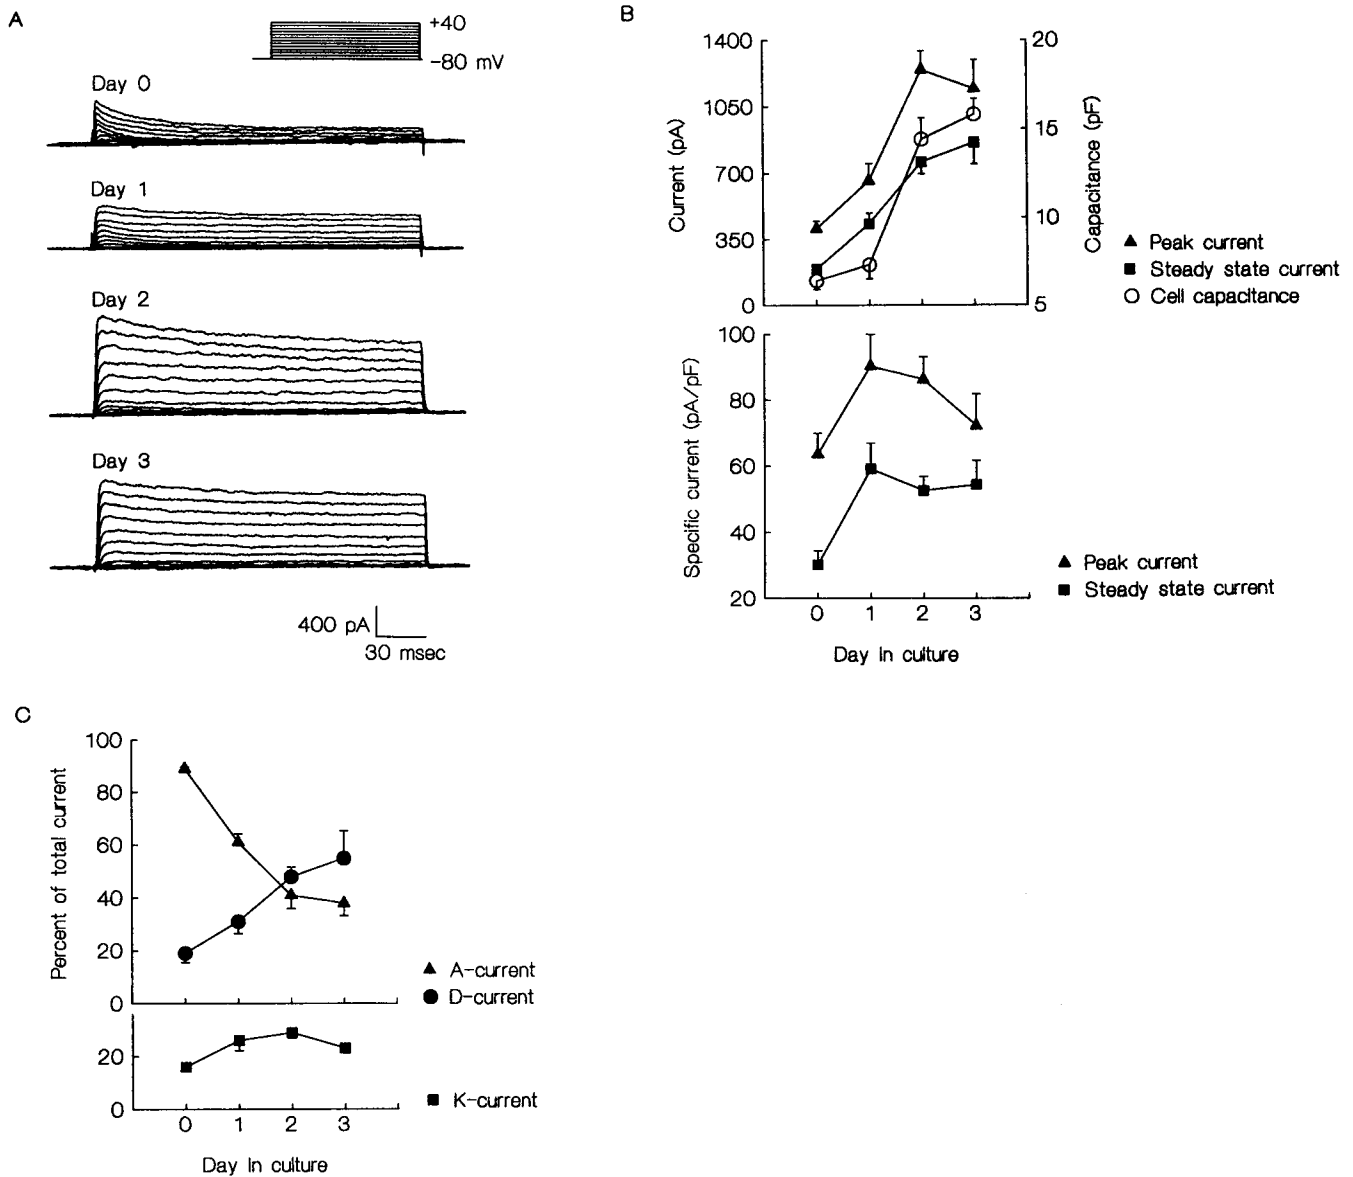 A
+40
-80 mV
Day 0
Day 1
Day 2
Day 3
400 pA
30 msec
B
1400
1050
700
350
0
Current (pA)
20
15
10
5
Capacitance (pF)
Peak current
Steady state current
Cell capacitance
100
80
60
40
20
Specific current (pA/pF)
0 1 2 3
Day in culture
Peak current
Steady state current
C
100
80
60
40
20
0
Percent of total current
A-current
D-current
20
0
K-current
0 1 2 3
Day in culture